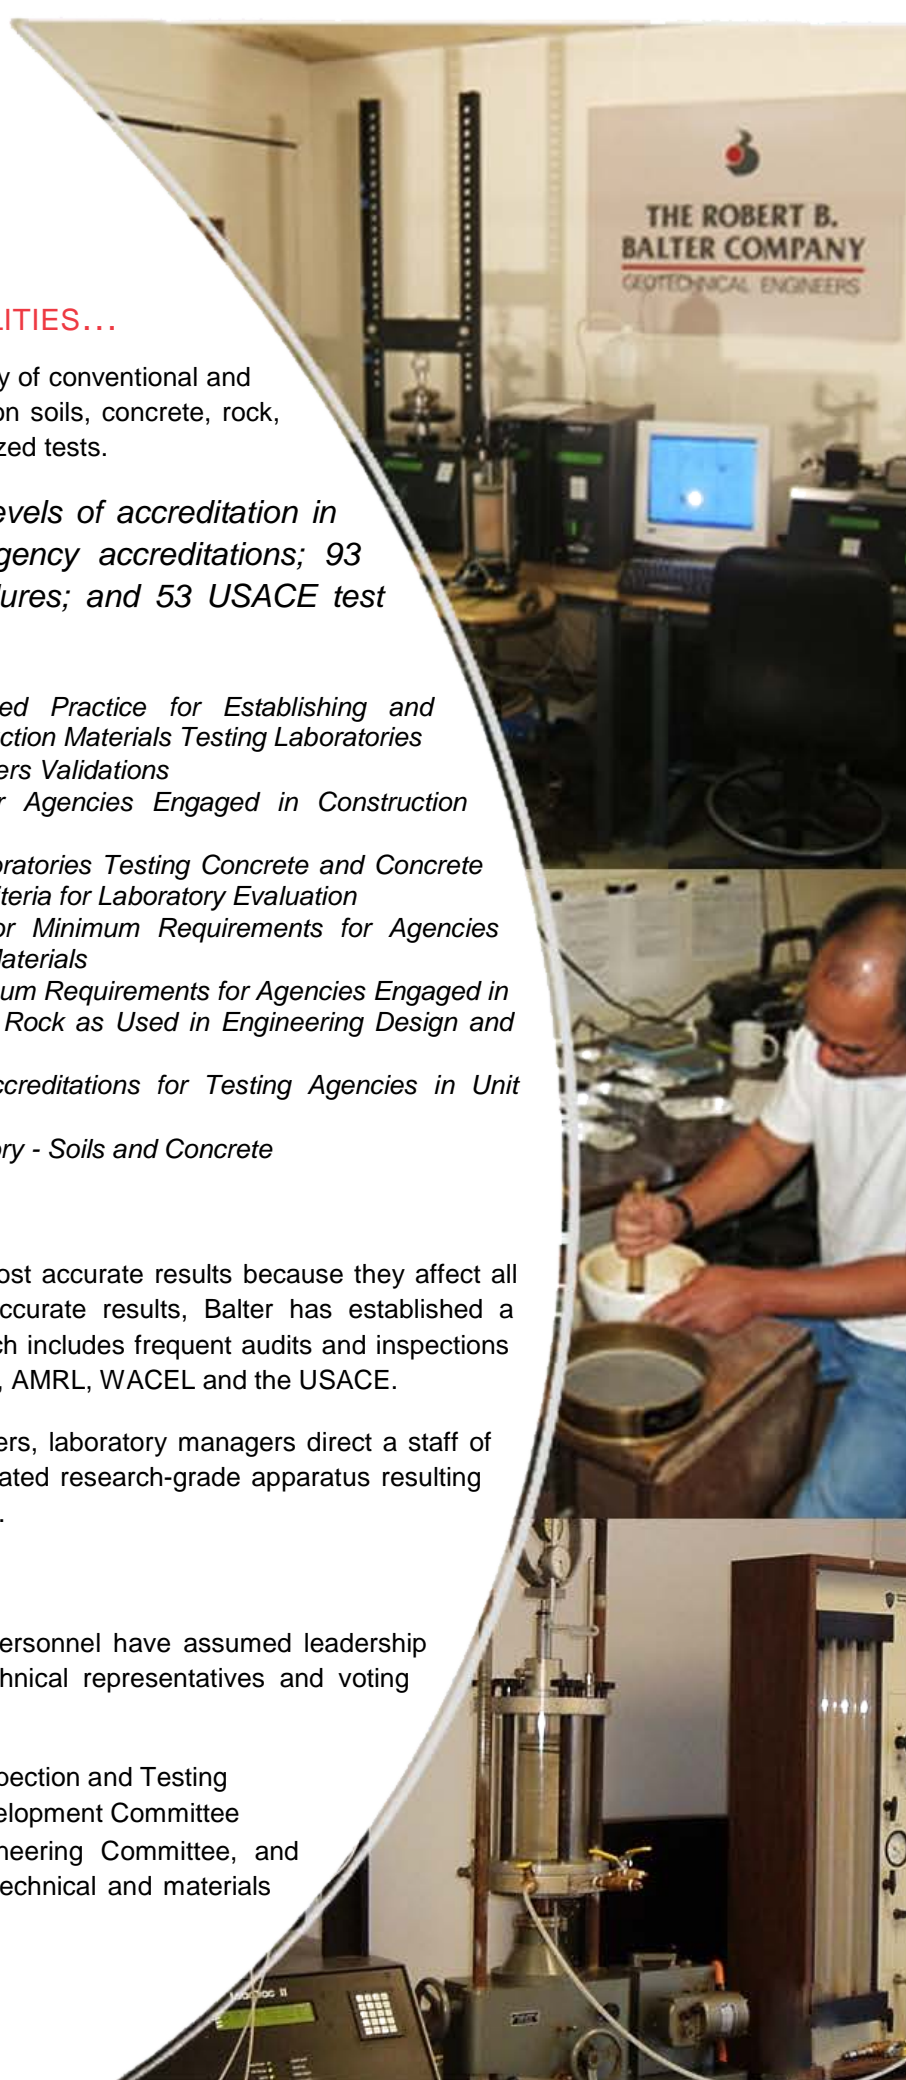 THE ROBERT B.
BALTER COMPANY
GEOTECHNICAL ENGINEERS
LITIES...
y of conventional and
on soils, concrete, rock,
zed tests.
evels of accreditation in
gency accreditations; 93
lures; and 53 USACE test
ed Practice for Establishing and
ction Materials Testing Laboratories
ers Validations
r Agencies Engaged in Construction
oratories Testing Concrete and Concrete
iteria for Laboratory Evaluation
or Minimum Requirements for Agencies
Materials
um Requirements for Agencies Engaged in
Rock as Used in Engineering Design and
ccreditations for Testing Agencies in Unit
ory - Soils and Concrete
ost accurate results because they affect all
accurate results, Balter has established a
ch includes frequent audits and inspections
, AMRL, WACEL and the USACE.
ers, laboratory managers direct a staff of
ated research-grade apparatus resulting
.
personnel have assumed leadership
hnical representatives and voting
pection and Testing
elopment Committee
neering Committee, and
technical and materials